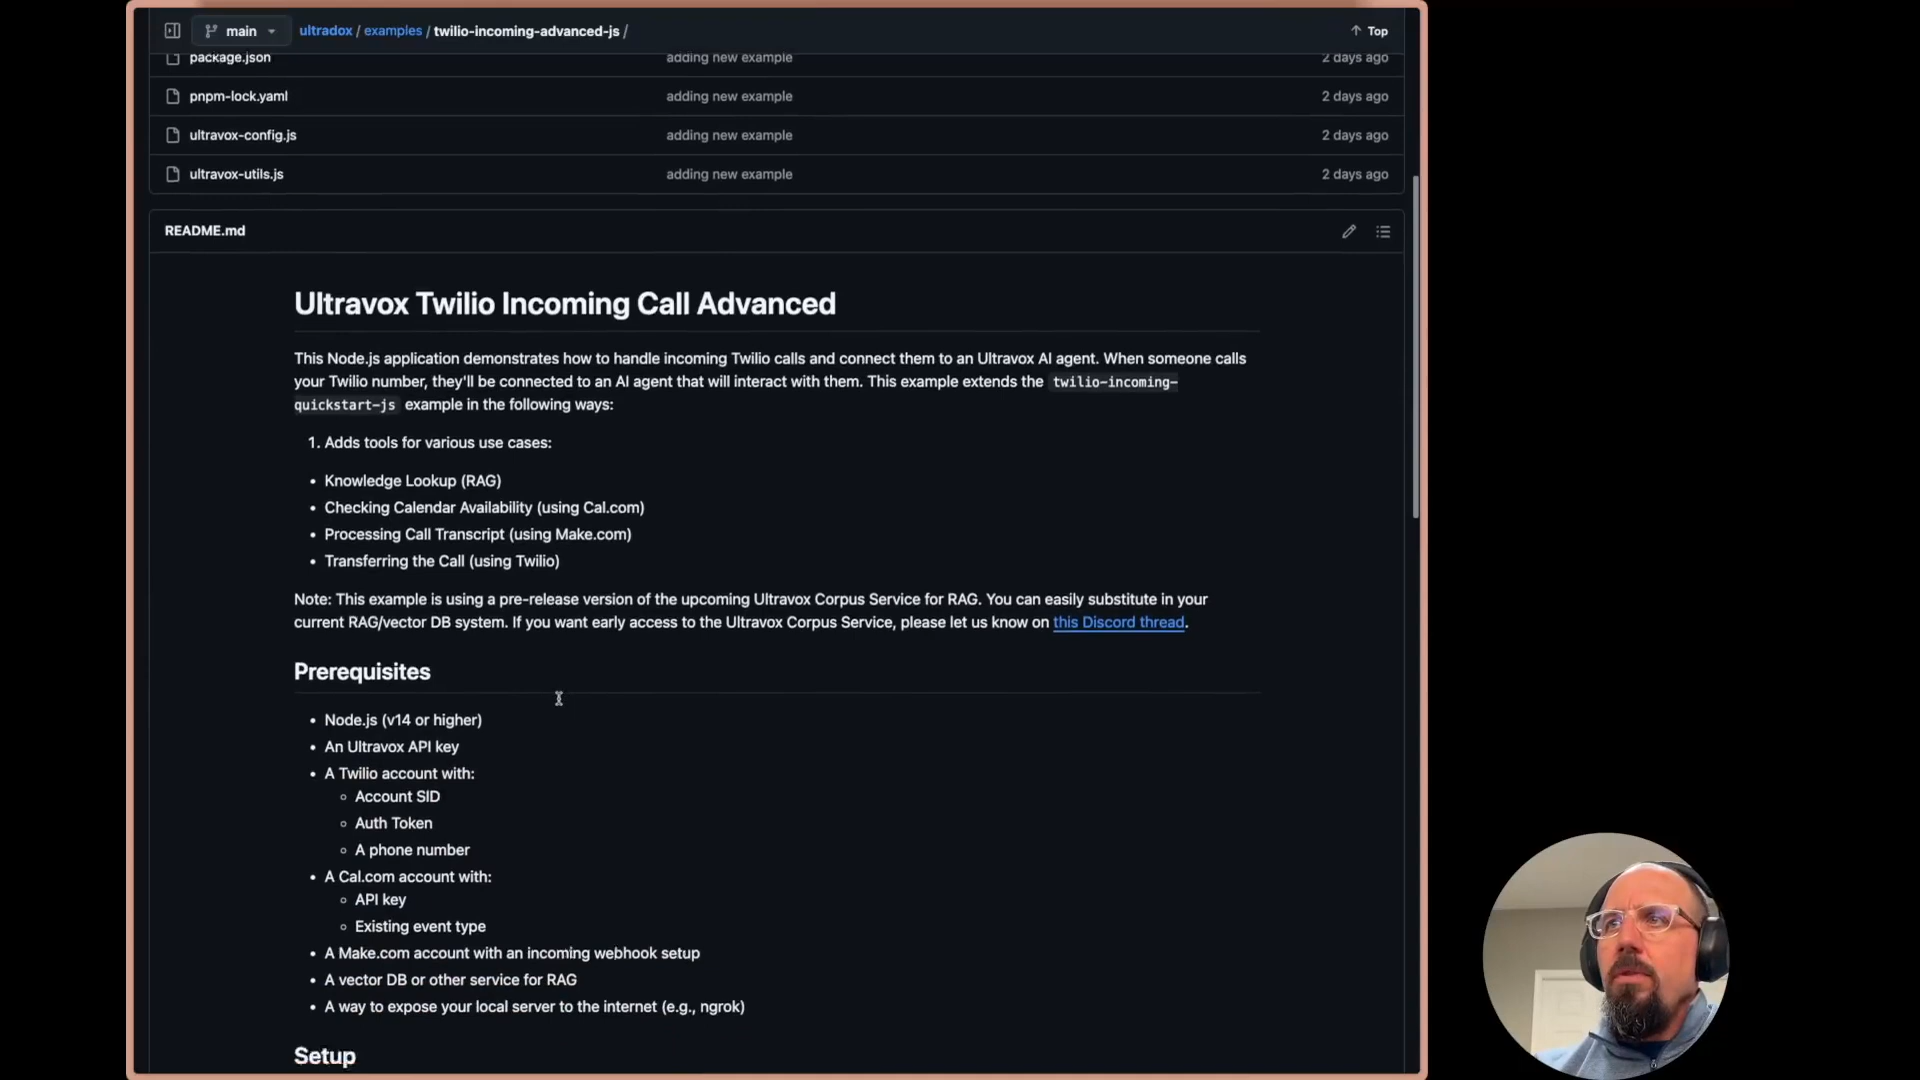 main
ultradox / examples / twilio-incoming-advanced-js /
Top
package.json adding new example 2 days ago
pnpm-lock.yaml adding new example 2 days ago
ultravox-config.js adding new example 2 days ago
ultravox-utils.js adding new example 2 days ago
README.md
Ultravox Twilio Incoming Call Advanced
This Node.js application demonstrates how to handle incoming Twilio calls and connect them to an Ultravox AI agent. When someone calls
your Twilio number, they'll be connected to an AI agent that will interact with them. This example extends the twilio-incoming-
quickstart-js example in the following ways:
1. Adds tools for various use cases:
• Knowledge Lookup (RAG)
• Checking Calendar Availability (using Cal.com)
• Processing Call Transcript (using Make.com)
• Transferring the Call (using Twilio)
Note: This example is using a pre-release version of the upcoming Ultravox Corpus Service for RAG. You can easily substitute in your
current RAG/vector DB system. If you want early access to the Ultravox Corpus Service, please let us know on this Discord thread.
Prerequisites
• Node.js (v14 or higher)
• An Ultravox API key
• A Twilio account with:
◦ Account SID
◦ Auth Token
◦ A phone number
• A Cal.com account with:
◦ API key
◦ Existing event type
• A Make.com account with an incoming webhook setup
• A vector DB or other service for RAG
• A way to expose your local server to the internet (e.g., ngrok)
Setup